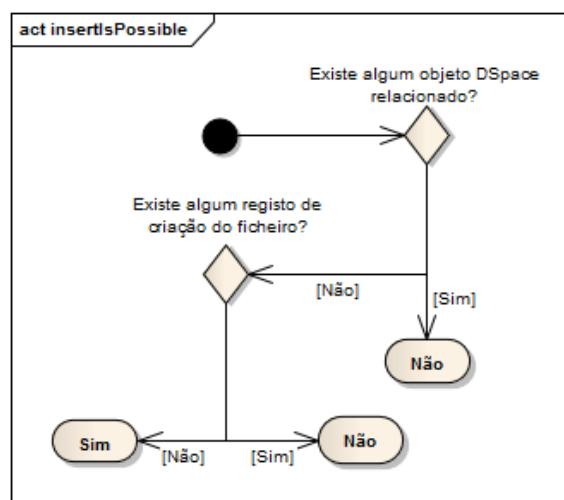 act insertIsPossible
Existe algum objeto DSpace
relacionado?
Existe algum registo de
criação do ficheiro?
[Não]
[Sim]
Não
Sim
Não
[Não]
[Sim]